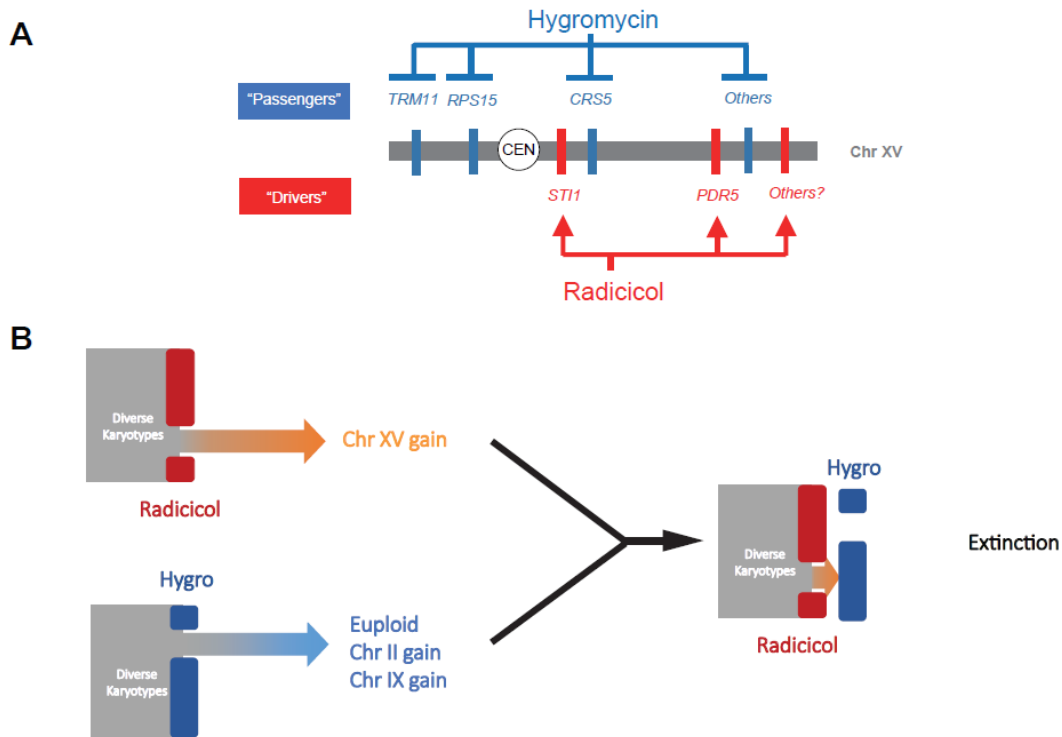 A
Hygromycin
"Passengers"
TRM11 RPS15 CRS5 Others
CEN
Chr XV
"Drivers"
STI1 PDR5 Others?
Radicicol
B
Diverse
Karyotypes
Chr XV gain
Radicicol
Hygro
Diverse
Karyotypes
Euploid
Chr II gain
Chr IX gain
Hygro
Diverse
Karyotypes
Radicicol
Extinction